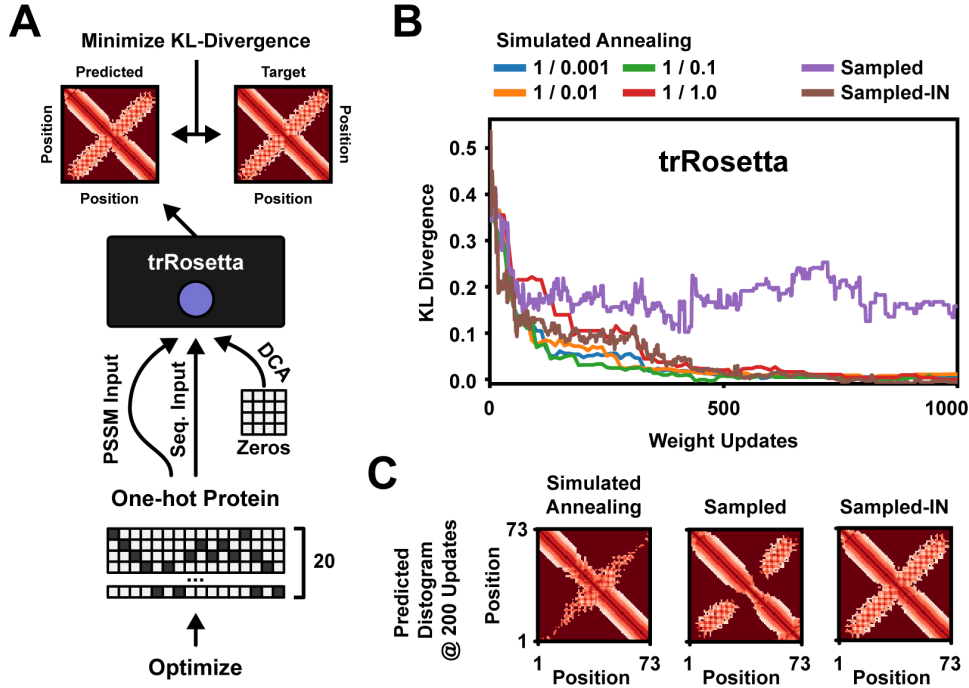 A
Minimize KL-Divergence
Predicted
Target
Position
Position
Position
Position
trRosetta
PSSM Input
Seq. Input
DCA
Zeros
One-hot Protein
20
...
Optimize
B
Simulated Annealing
1 / 0.001
1 / 0.1
Sampled
1 / 0.01
1 / 1.0
Sampled-IN
trRosetta
KL Divergence
0.5
0.4
0.3
0.2
0.1
0.0
0
500
1000
Weight Updates
C
Simulated
Annealing
Sampled
Sampled-IN
Predicted
Distogram
@ 200 Updates
Position
73
1
1
73
1
73
1
73
Position
Position
Position